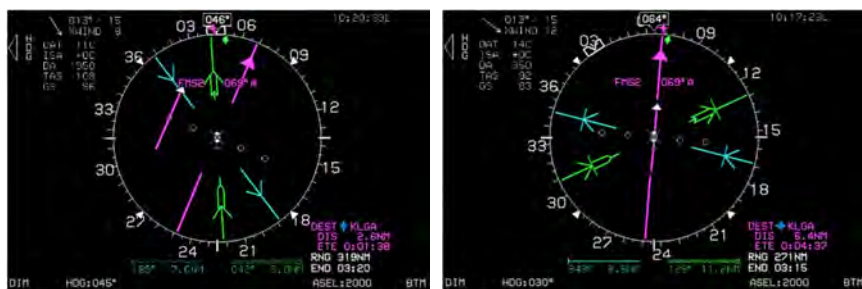 046°
10:20:33L
013° / 15
XWIND 8
HDG
OAT 11C
ISA +0C
DA 1950
TAS 108
GS 96
03
06
09
12
15
18
21
24
27
30
33
36
FMS2
069°A
DEST KLGA
DIS 2.6NM
ETE 0:01:38
RNG 319NM
END 03:20
DIM
HDG:045°
ASEL:2000
BTM
064°
10:17:23L
013° / 15
XWIND 12
HDG
OAT 14C
ISA +0C
DA 350
TAS 92
GS 83
03
12
15
18
21
24
27
30
33
FMS2
069°A
DEST KLGA
DIS 6.4NM
ETE 0:04:37
RNG 271NM
END 03:15
DIM
HDG:030°
ASEL:2000
BTM